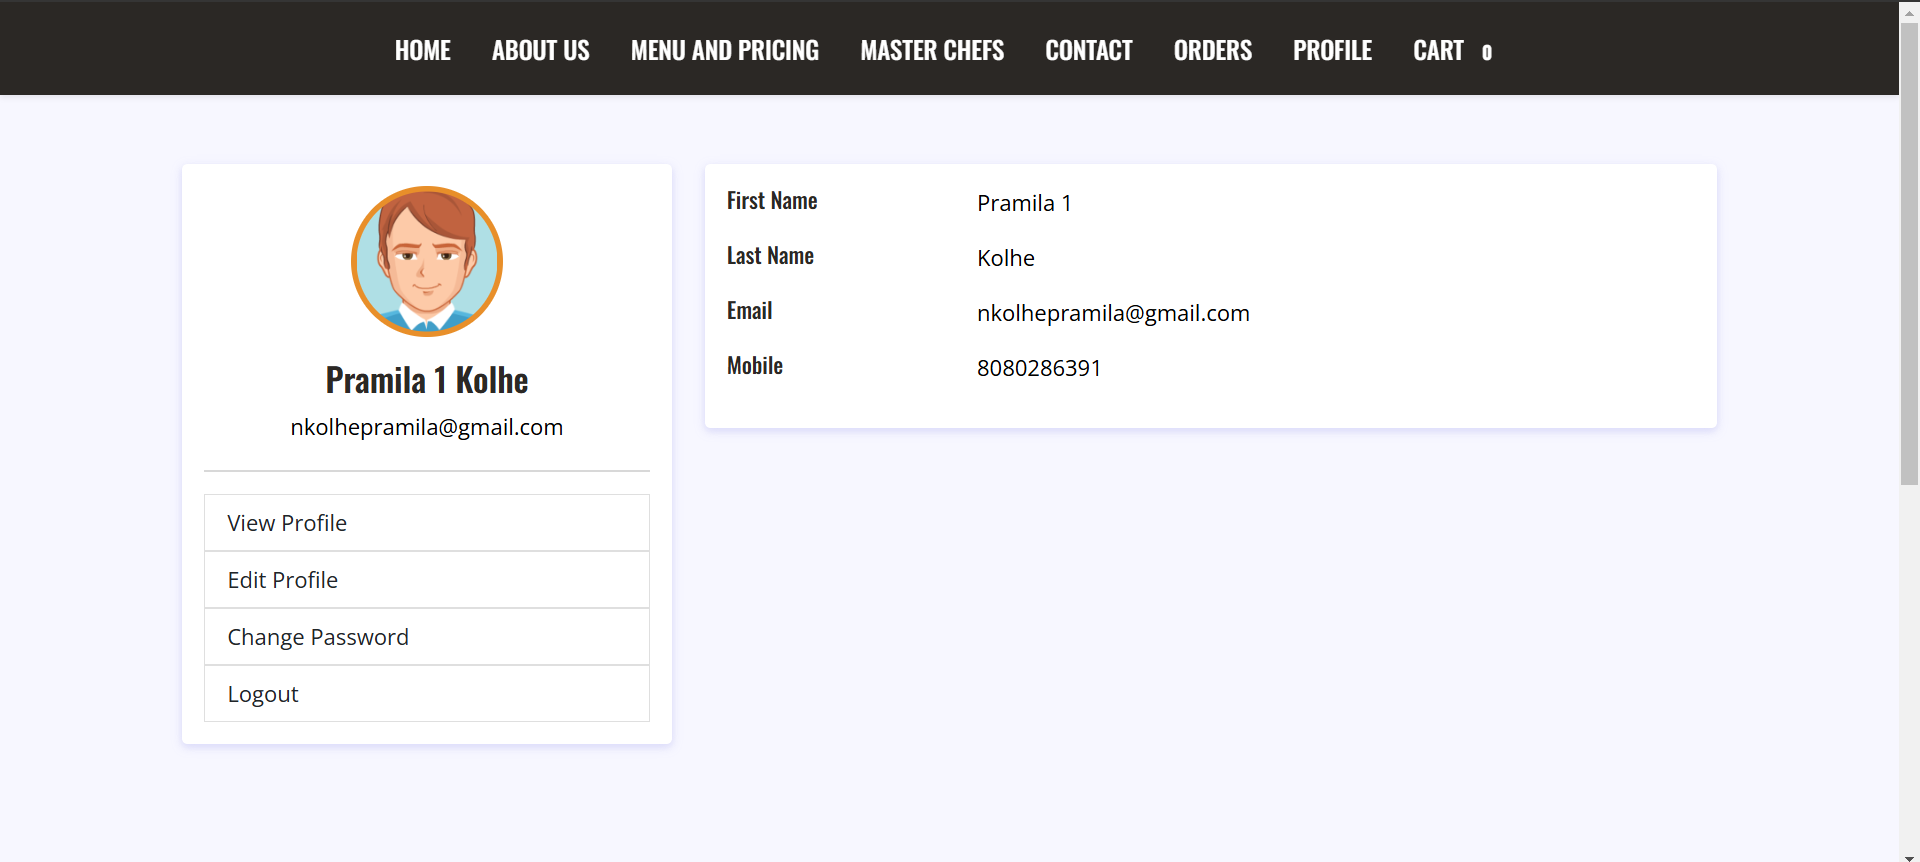 HOME ABOUT US MENU AND PRICING MASTER CHEFS CONTACT ORDERS PROFILE CART 0
Pramila 1 Kolhe
nkolhepramila@gmail.com
View Profile
Edit Profile
Change Password
Logout
First Name Pramila 1
Last Name Kolhe
Email nkolhepramila@gmail.com
Mobile 8080286391